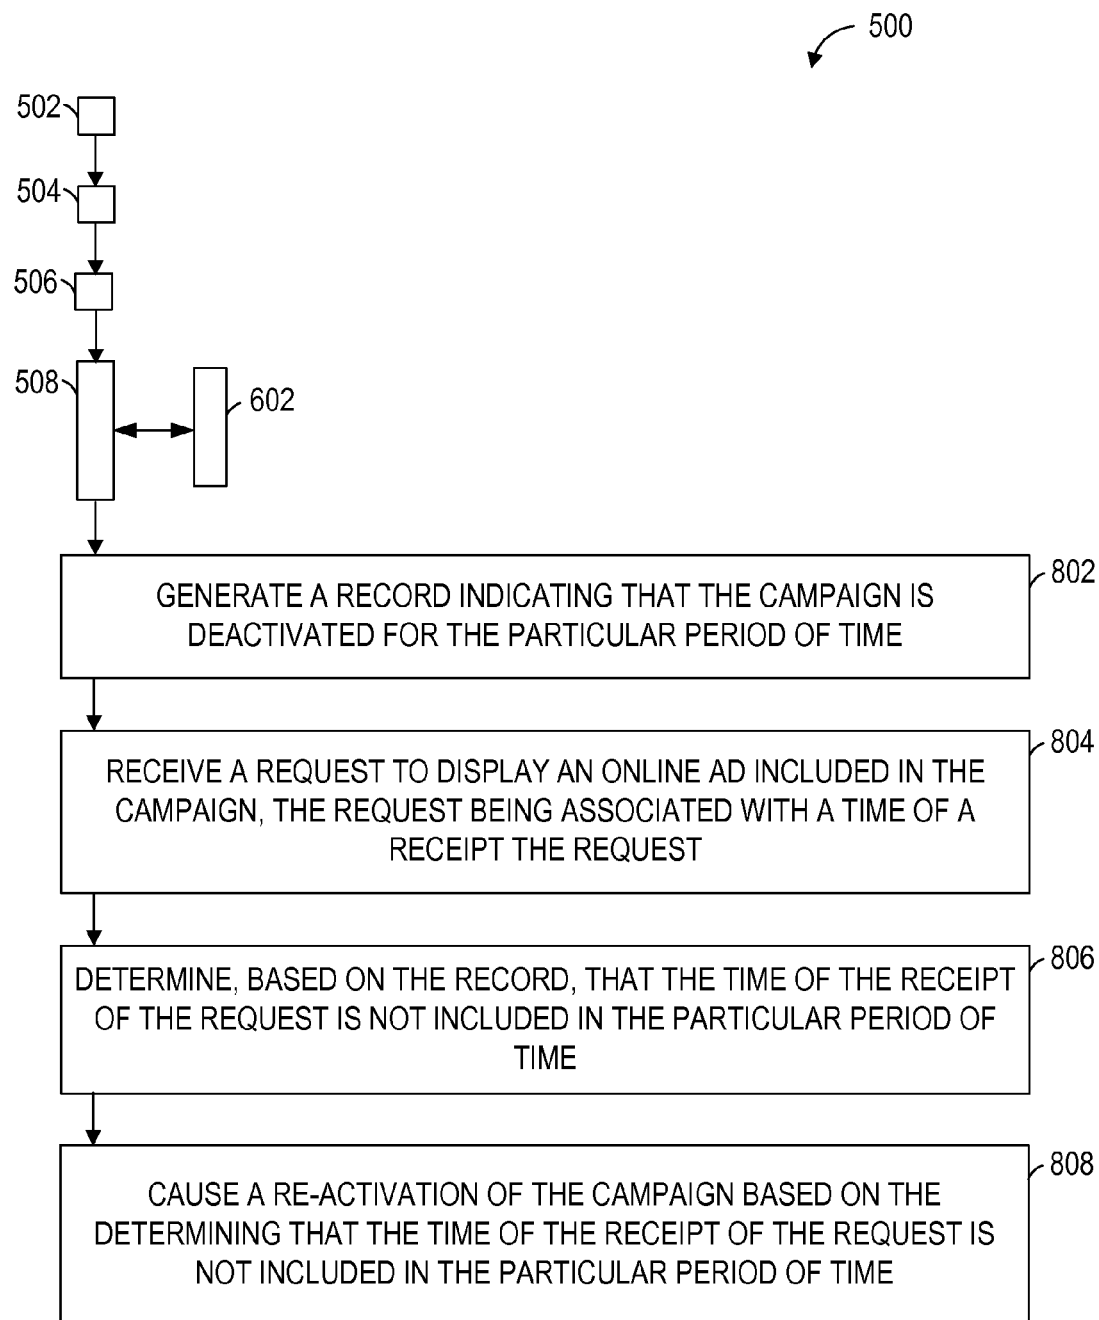 500
502
504
506
508
602
802
GENERATE A RECORD INDICATING THAT THE CAMPAIGN IS
DEACTIVATED FOR THE PARTICULAR PERIOD OF TIME
804
RECEIVE A REQUEST TO DISPLAY AN ONLINE AD INCLUDED IN THE
CAMPAIGN, THE REQUEST BEING ASSOCIATED WITH A TIME OF A
RECEIPT THE REQUEST
806
DETERMINE, BASED ON THE RECORD, THAT THE TIME OF THE RECEIPT
OF THE REQUEST IS NOT INCLUDED IN THE PARTICULAR PERIOD OF
TIME
808
CAUSE A RE-ACTIVATION OF THE CAMPAIGN BASED ON THE
DETERMINING THAT THE TIME OF THE RECEIPT OF THE REQUEST IS
NOT INCLUDED IN THE PARTICULAR PERIOD OF TIME